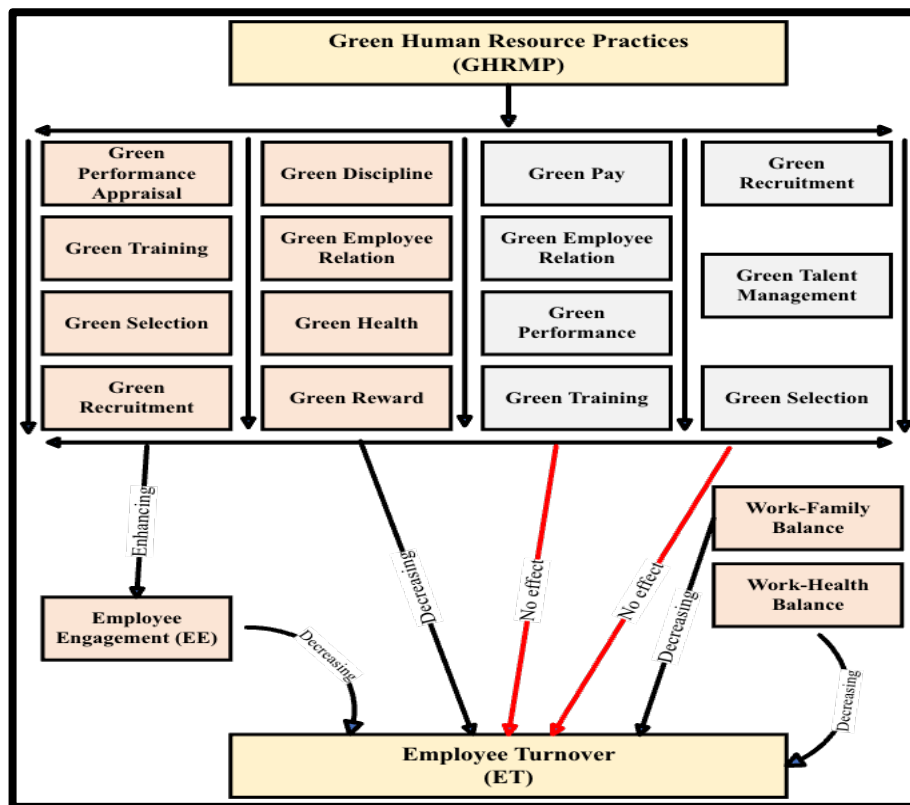 Green Human Resource Practices
(GHRMP)
Green
Performance
Appraisal
Green Discipline
Green Pay
Green
Recruitment
Green Training
Green Employee
Relation
Green Employee
Relation
Green Talent
Management
Green Selection
Green Health
Green
Performance
Green
Recruitment
Green Reward
Green Training
Green Selection
Enhancing
Decreasing
No effect
No effect
Decreasing
Work-Family
Balance
Work-Health
Balance
Employee
Engagement (EE)
Decreasing
Decreasing
Employee Turnover
(ET)